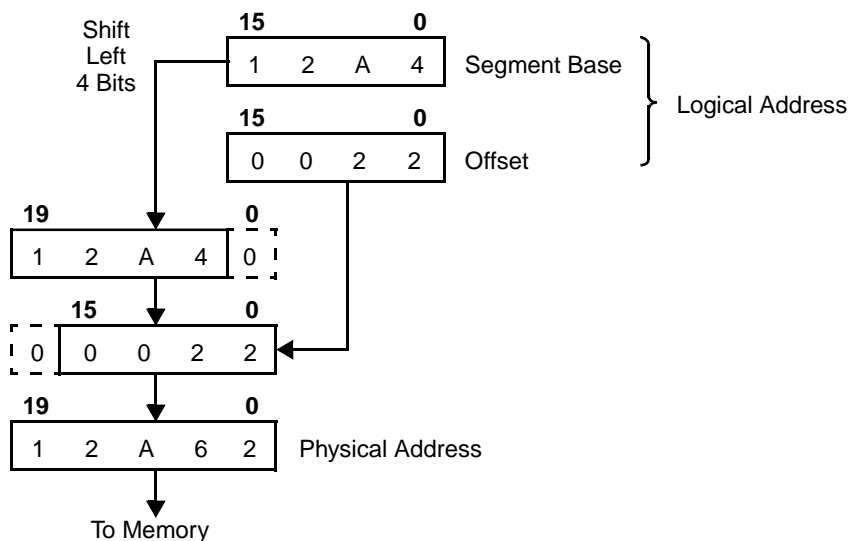 Shift
Left
4 Bits
15 0
1 2 A 4 Segment Base
Logical Address
15 0
0 0 2 2 Offset
19 0
1 2 A 4 0
15 0
0 0 0 2 2
19 0
1 2 A 6 2 Physical Address
To Memory